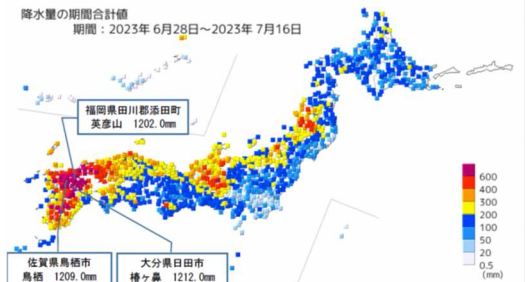 降水量の期間合計値
期間：2023年 6月28日～2023年 7月16日
福岡県田川郡添田町
英彦山　1202.0mm
佐賀県鳥栖市
鳥栖　1209.0mm
大分県日田市
椿ヶ鼻　1212.0mm
600
400
300
200
100
50
20
0.5
(mm)